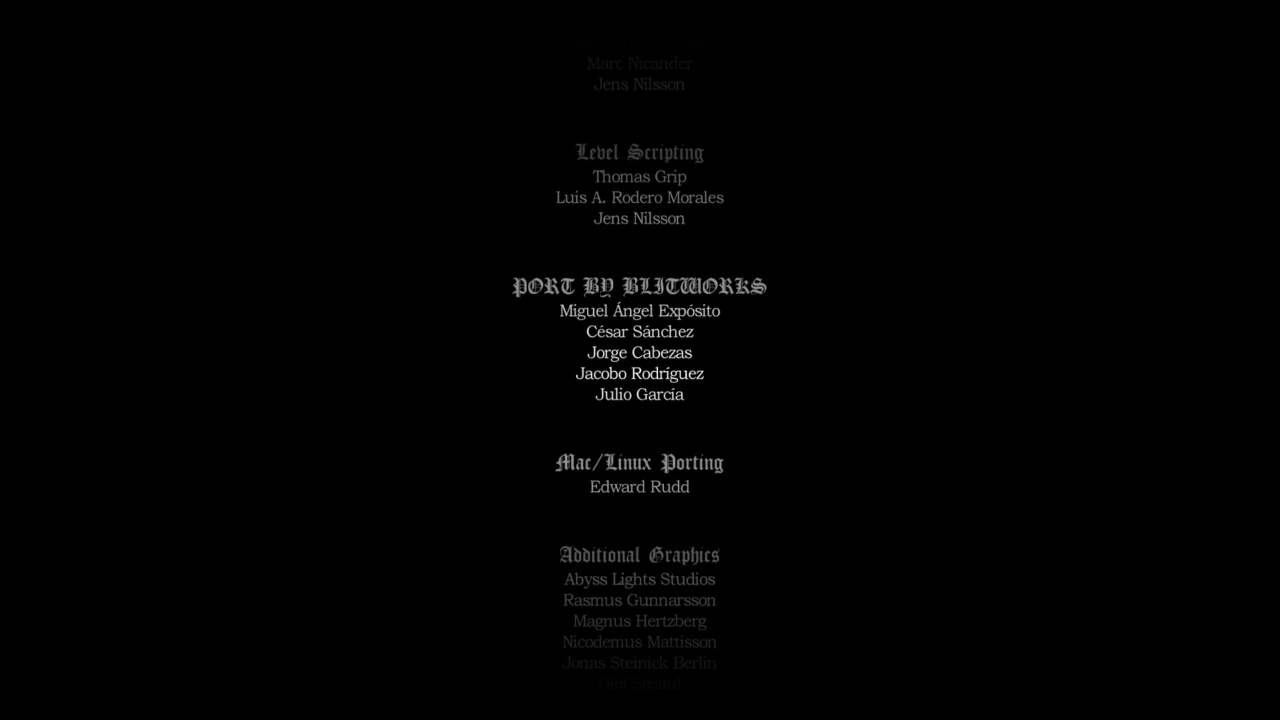 Marc Nicander
Jens Nilsson
Level Scripting
Thomas Grip
Luis A. Rodero Morales
Jens Nilsson
PORT BY BLITWORKS
Miguel Ángel Expósito
César Sánchez
Jorge Cabezas
Jacobo Rodríguez
Julio García
Mac/Linux Porting
Edward Rudd
Additional Graphics
Abyss Lights Studios
Rasmus Gunnarsson
Magnus Hertzberg
Nicodemus Mattisson
Jonas Steinick Berlin
Olof Strand